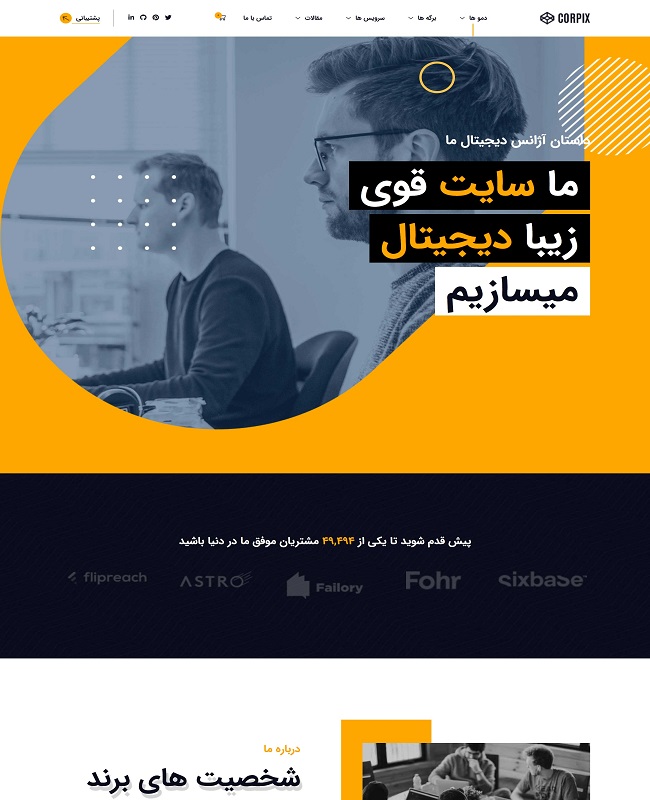 CORPIX
دمو ها
برگه ها
سرویس ها
مقالات
تماس با ما
پشتیبانی
داستان آژانس دیجیتال ما
ما سایت قوی
زیبا دیجیتال
میسازیم
پیش قدم شوید تا یکی از ۴۹,۴۹۴ مشتریان موفق ما در دنیا باشید
sixbase™
Fohr
Failory
ASTRO
flipreach
درباره ما
شخصیت های برند